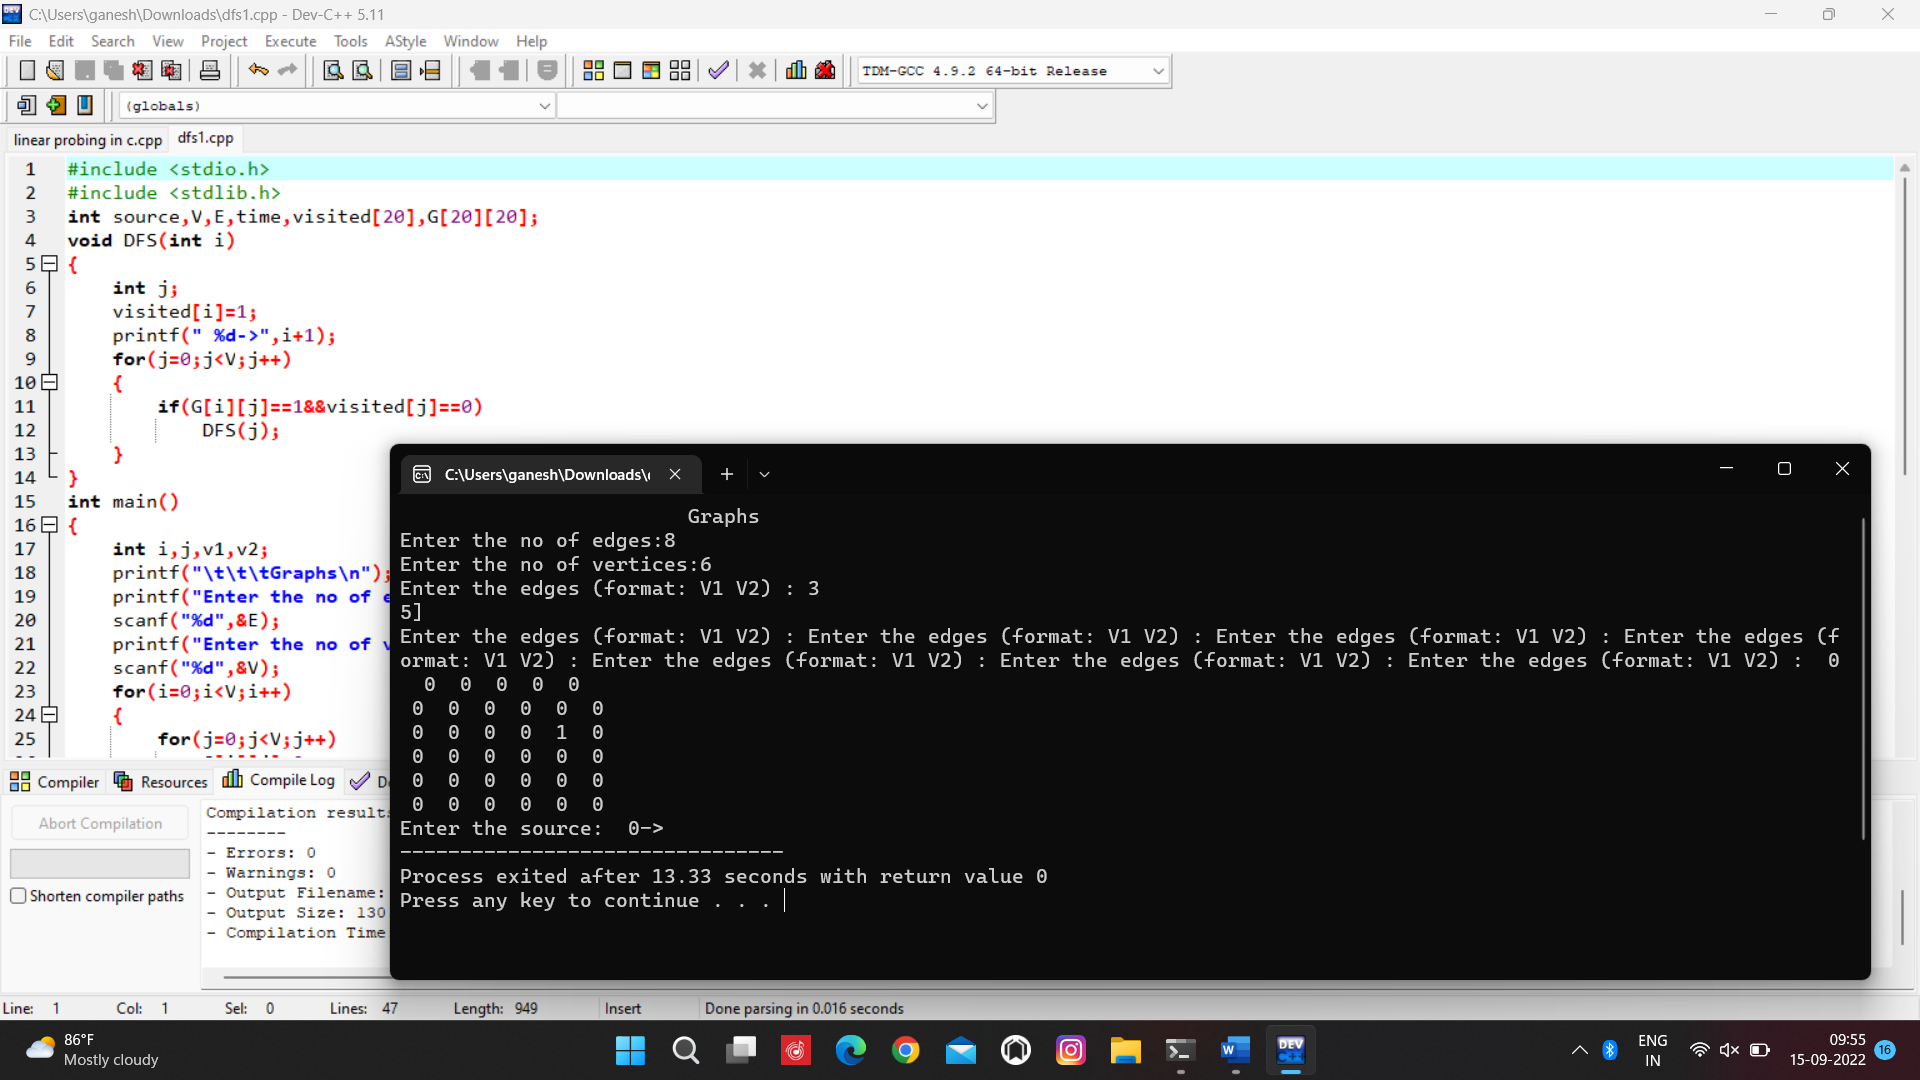 C:\Users\ganesh\Downloads\dfs1.cpp - Dev-C++ 5.11
File Edit Search View Project Execute Tools AStyle Window Help
TDM-GCC 4.9.2 64-bit Release
(globals)
linear probing in c.cpp dfs1.cpp
1 #include <stdio.h>
2 #include <stdlib.h>
3 int source,V,E,time,visited[20],G[20][20];
4 void DFS(int i)
5 {
6 int j;
7 visited[i]=1;
8 printf(" %d->",i+1);
9 for(j=0;j<V;j++)
10 {
11 if(G[i][j]==1&&visited[j]==0)
12 DFS(j);
13 }
14 }
15 int main()
16 {
17 int i,j,v1,v2;
18 printf("\t\t\tGraphs\n");
19 printf("Enter the no of e
20 scanf("%d",&E);
21 printf("Enter the no of v
22 scanf("%d",&V);
23 for(i=0;i<V;i++)
24 {
25 for(j=0;j<V;j++)
C:\Users\ganesh\Downloads\
Graphs
Enter the no of edges:8
Enter the no of vertices:6
Enter the edges (format: V1 V2) : 3
5]
Enter the edges (format: V1 V2) : Enter the edges (format: V1 V2) : Enter the edges (format: V1 V2) : Enter the edges (f
ormat: V1 V2) : Enter the edges (format: V1 V2) : Enter the edges (format: V1 V2) : Enter the edges (format: V1 V2) :  0
0 0 0 0 0
0 0 0 0 0 0
0 0 0 0 1 0
0 0 0 0 0 0
0 0 0 0 0 0
0 0 0 0 0 0
Enter the source:  0->
--------------------------------
Process exited after 13.33 seconds with return value 0
Press any key to continue . . .
Compiler Resources Compile Log
Abort Compilation
Shorten compiler paths
Compilation results
--------
- Errors: 0
- Warnings: 0
- Output Filename:
- Output Size: 130
- Compilation Time
Line: 1 Col: 1 Sel: 0 Lines: 47 Length: 949 Insert Done parsing in 0.016 seconds
86°F
Mostly cloudy
W
DEV
C++
ENG
IN
09:55
15-09-2022
16